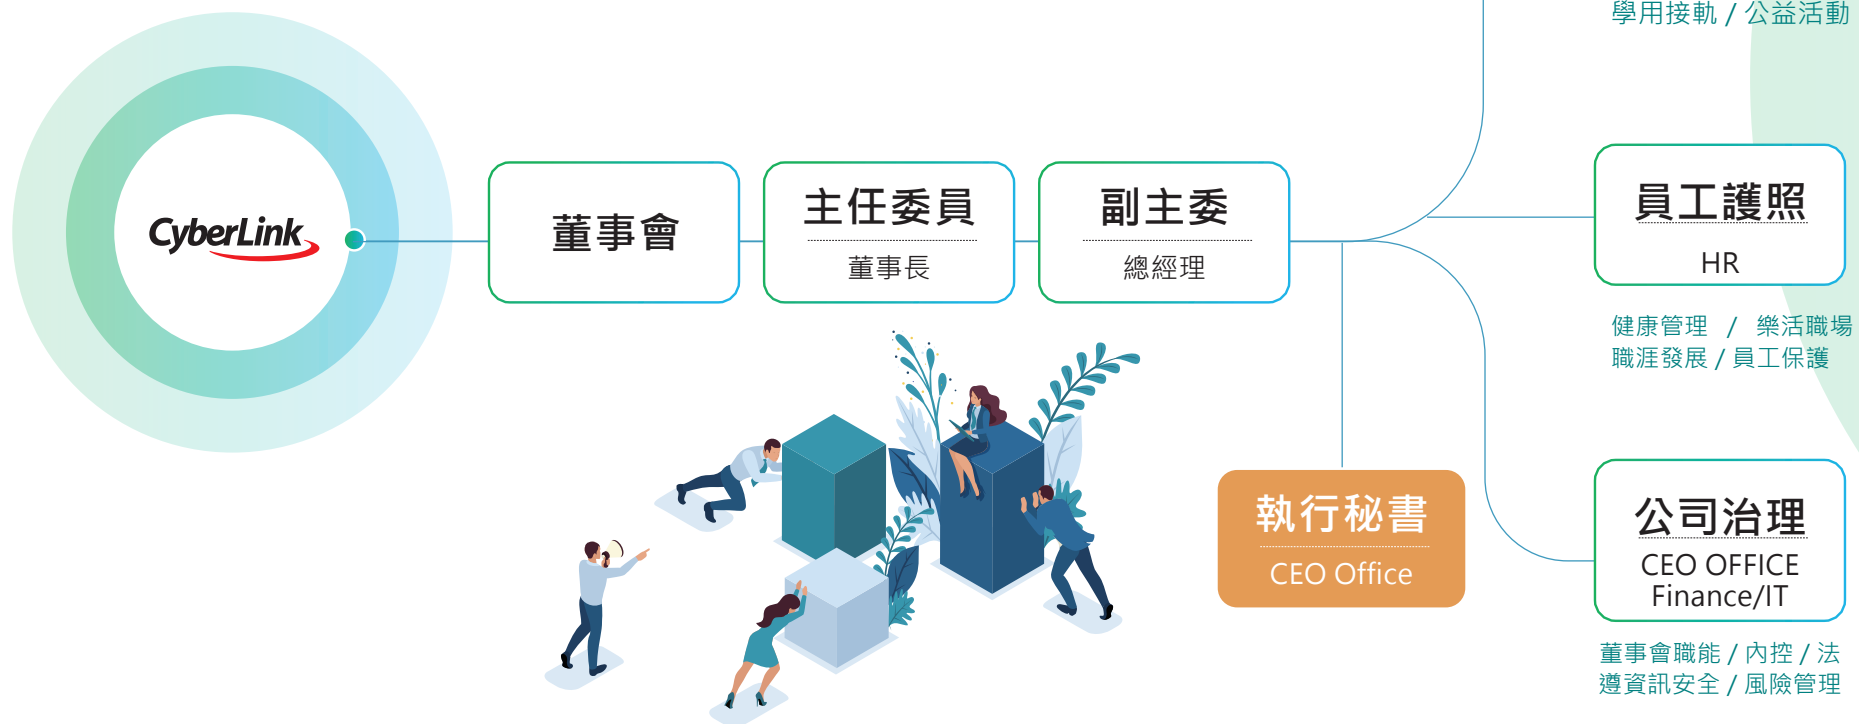 學用接軌 / 公益活動
CyberLink
董事會
主任委員
董事長
副主委
總經理
員工護照
HR
健康管理 / 樂活職場
職涯發展 / 員工保護
執行秘書
CEO Office
公司治理
CEO OFFICE
Finance/IT
董事會職能 / 內控 / 法
遵資訊安全 / 風險管理